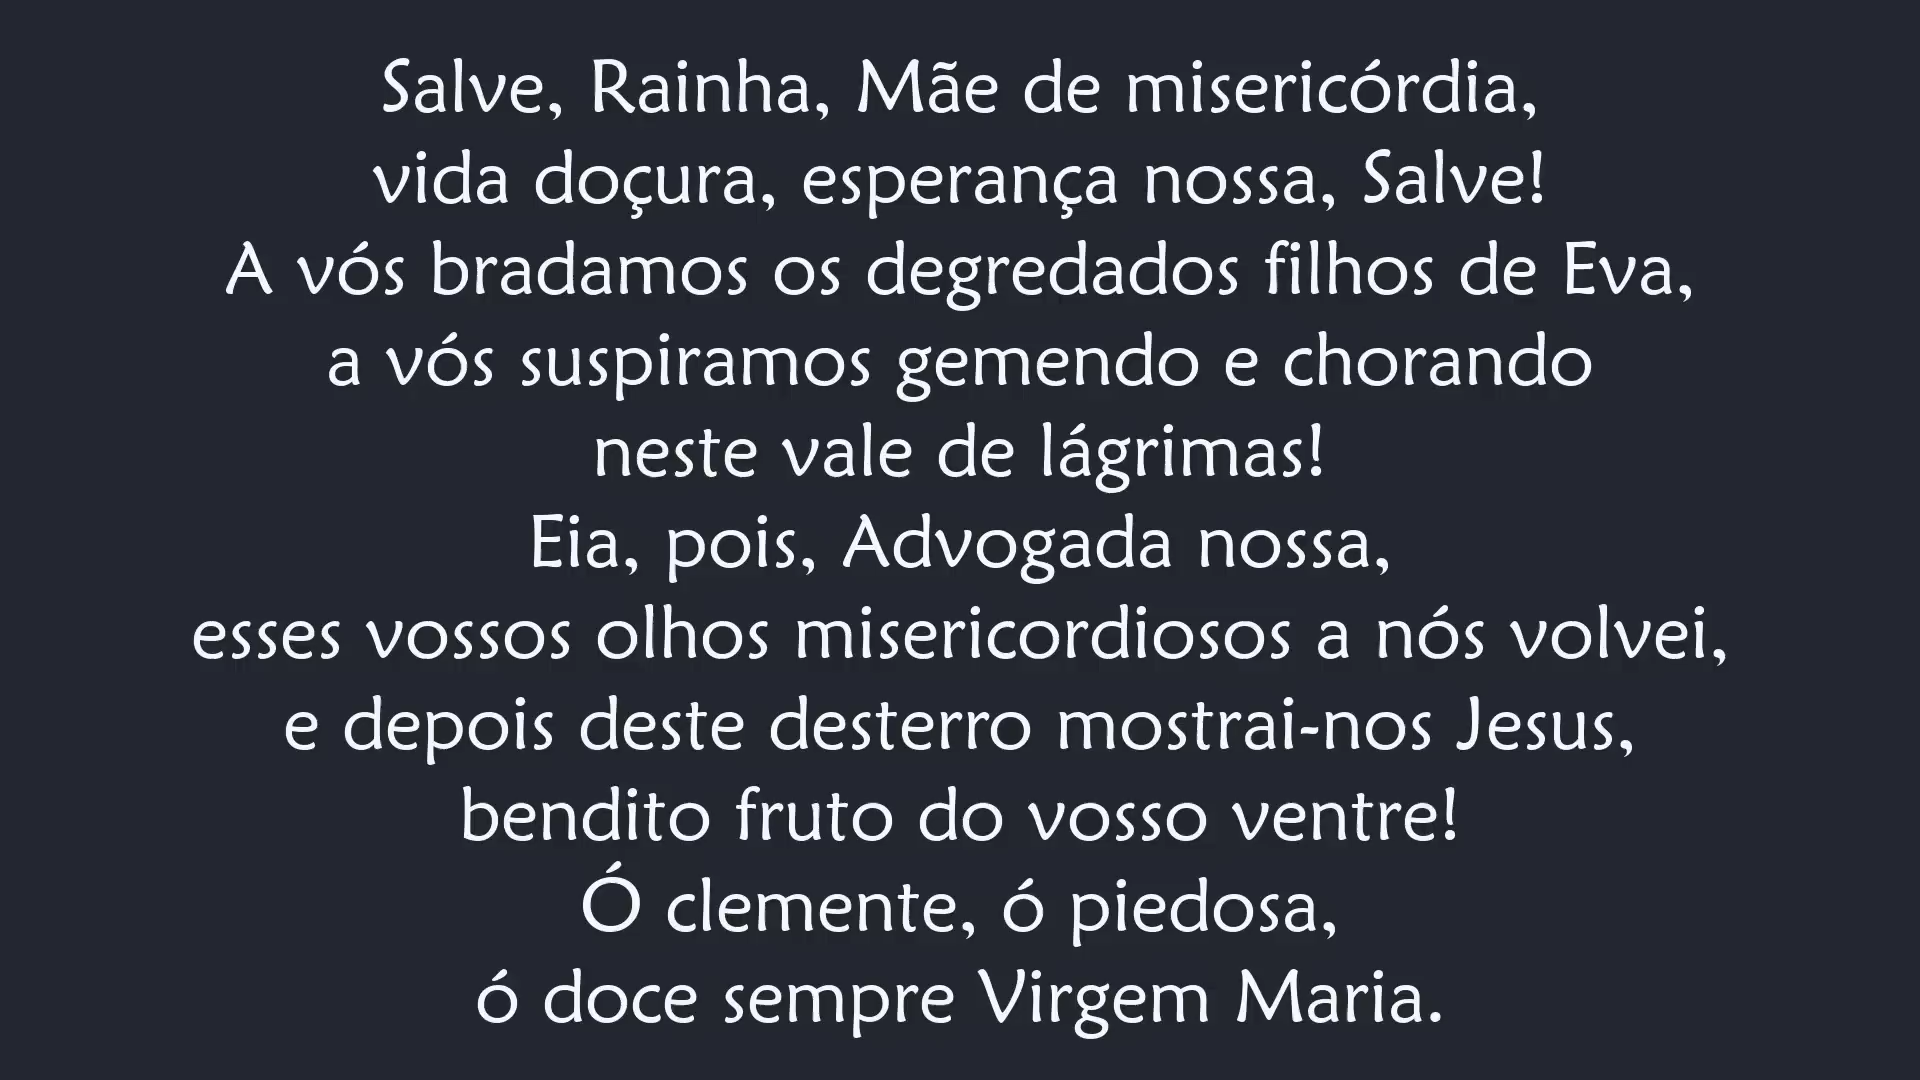 Salve, Rainha, Mãe de misericórdia,
vida doçura, esperança nossa, Salve!
A vós bradamos os degredados filhos de Eva,
a vós suspiramos gemendo e chorando
neste vale de lágrimas!
Eia, pois, Advogada nossa,
esses vossos olhos misericordiosos a nós volvei,
e depois deste desterro mostrai-nos Jesus,
bendito fruto do vosso ventre!
Ó clemente, ó piedosa,
ó doce sempre Virgem Maria.